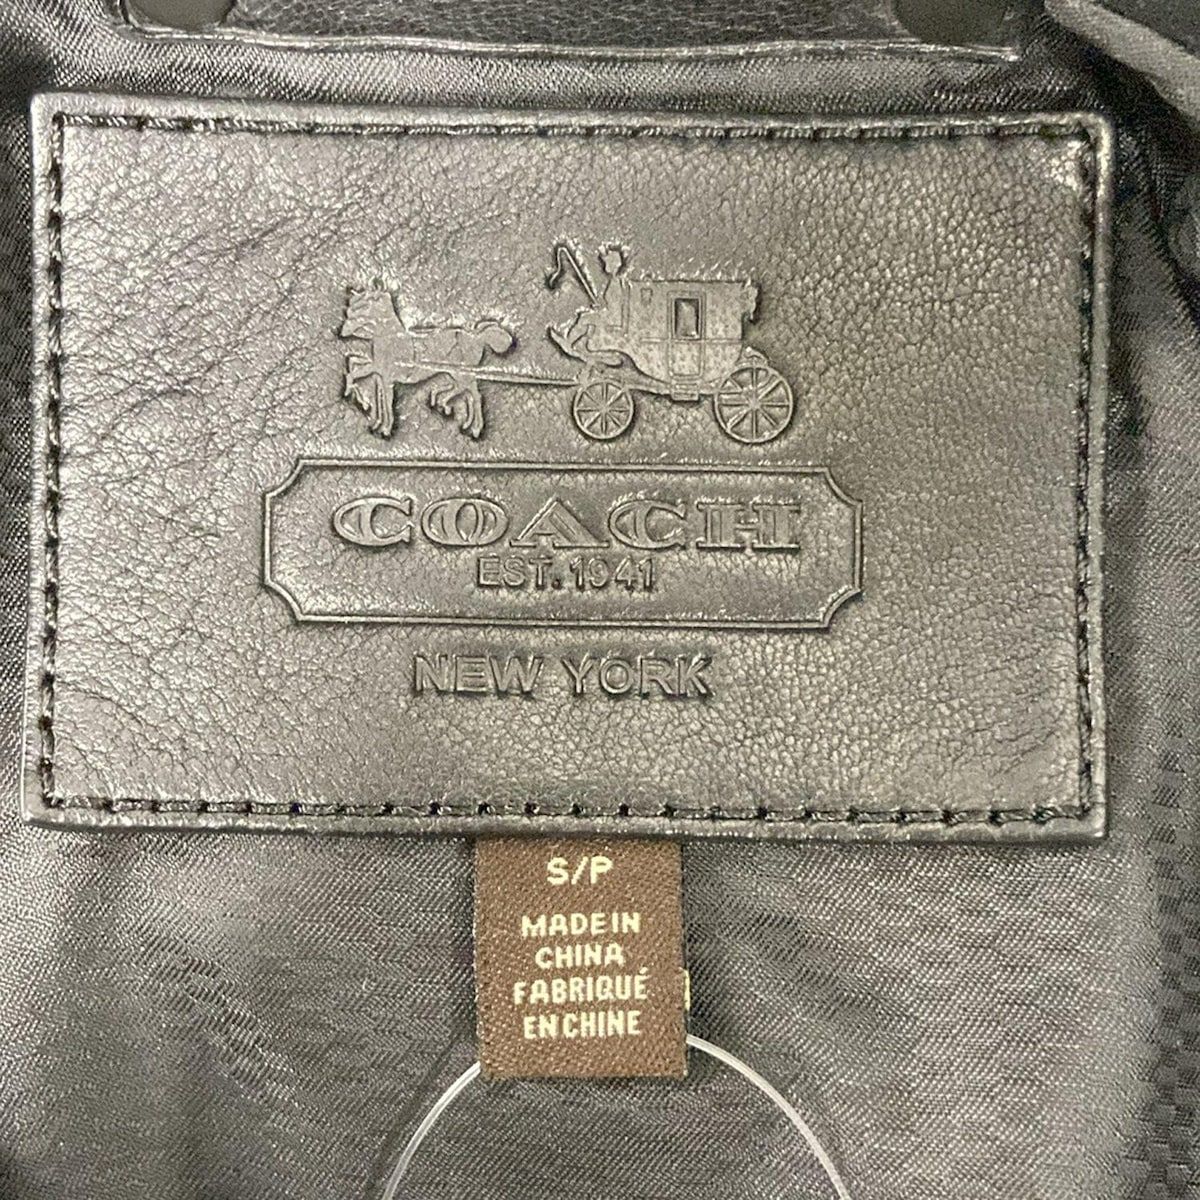 COACH
EST. 1941
NEW YORK
S/P
MADE IN
CHINA
FABRIQUÉ
EN CHINE